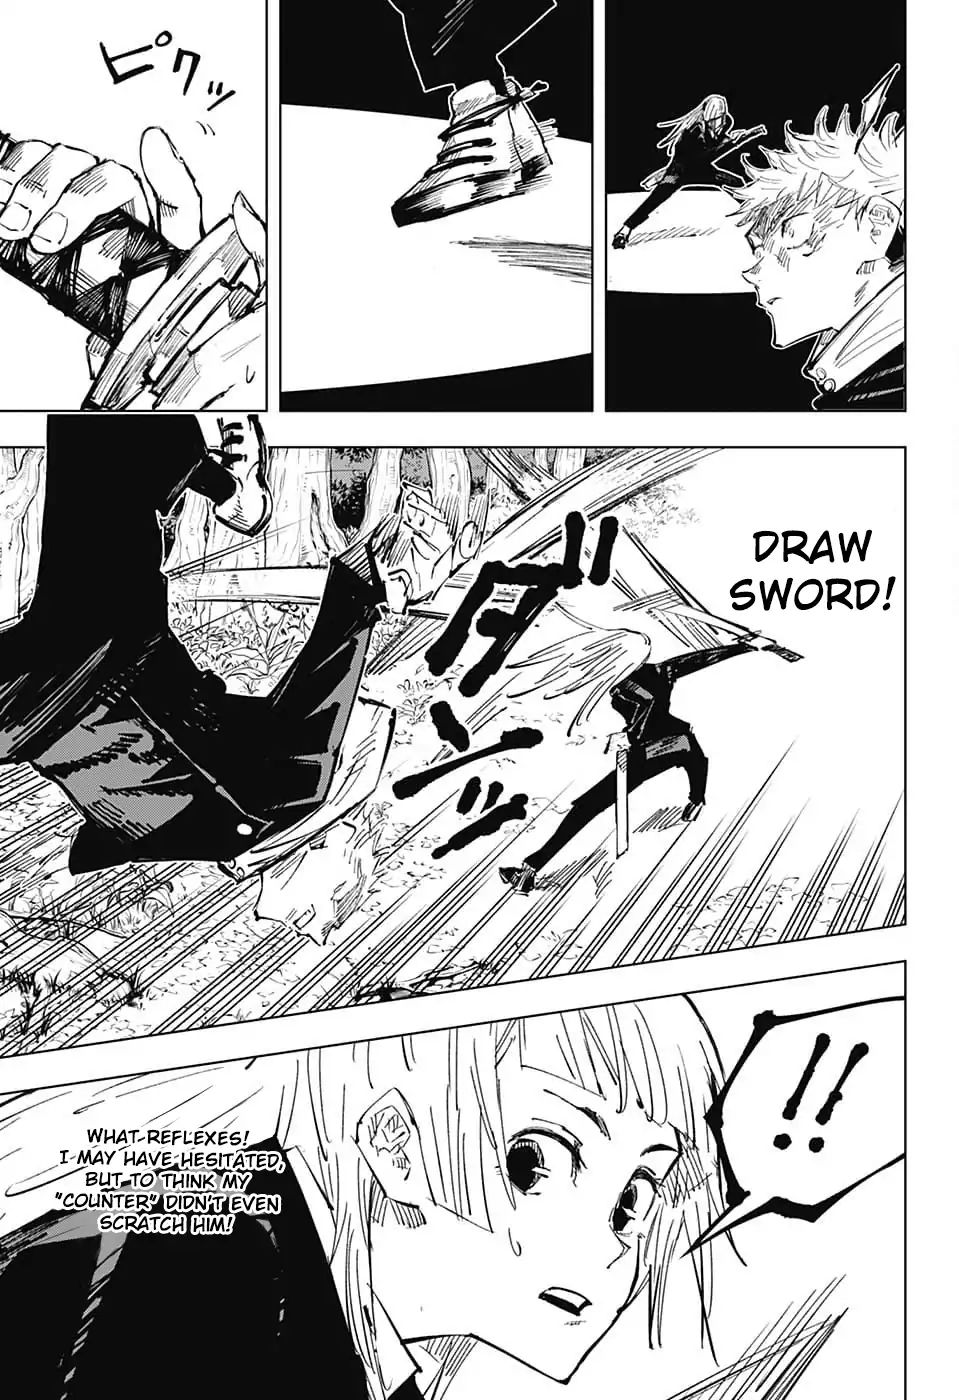 ピクッ
DRAW
SWORD!
ダンッ
!!
WHAT REFLEXES!
I MAY HAVE HESITATED,
BUT TO THINK MY
"COUNTER" DIDN'T EVEN
SCRATCH HIM!